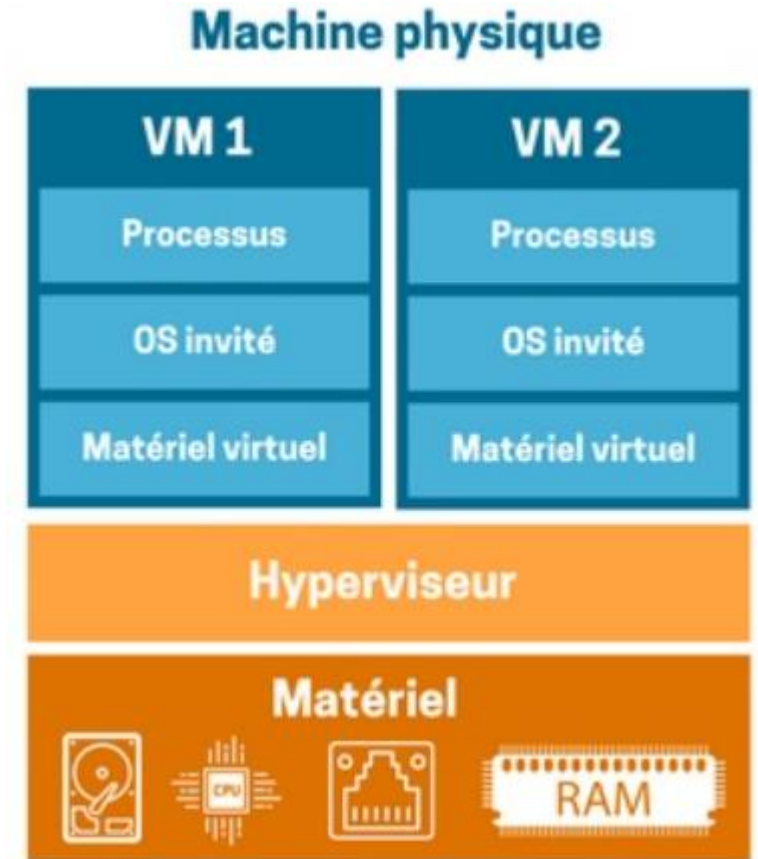 Machine physique
VM 1
Processus
OS invité
Matériel virtuel
VM 2
Processus
OS invité
Matériel virtuel
Hyperviseur
Matériel
CPU
RAM